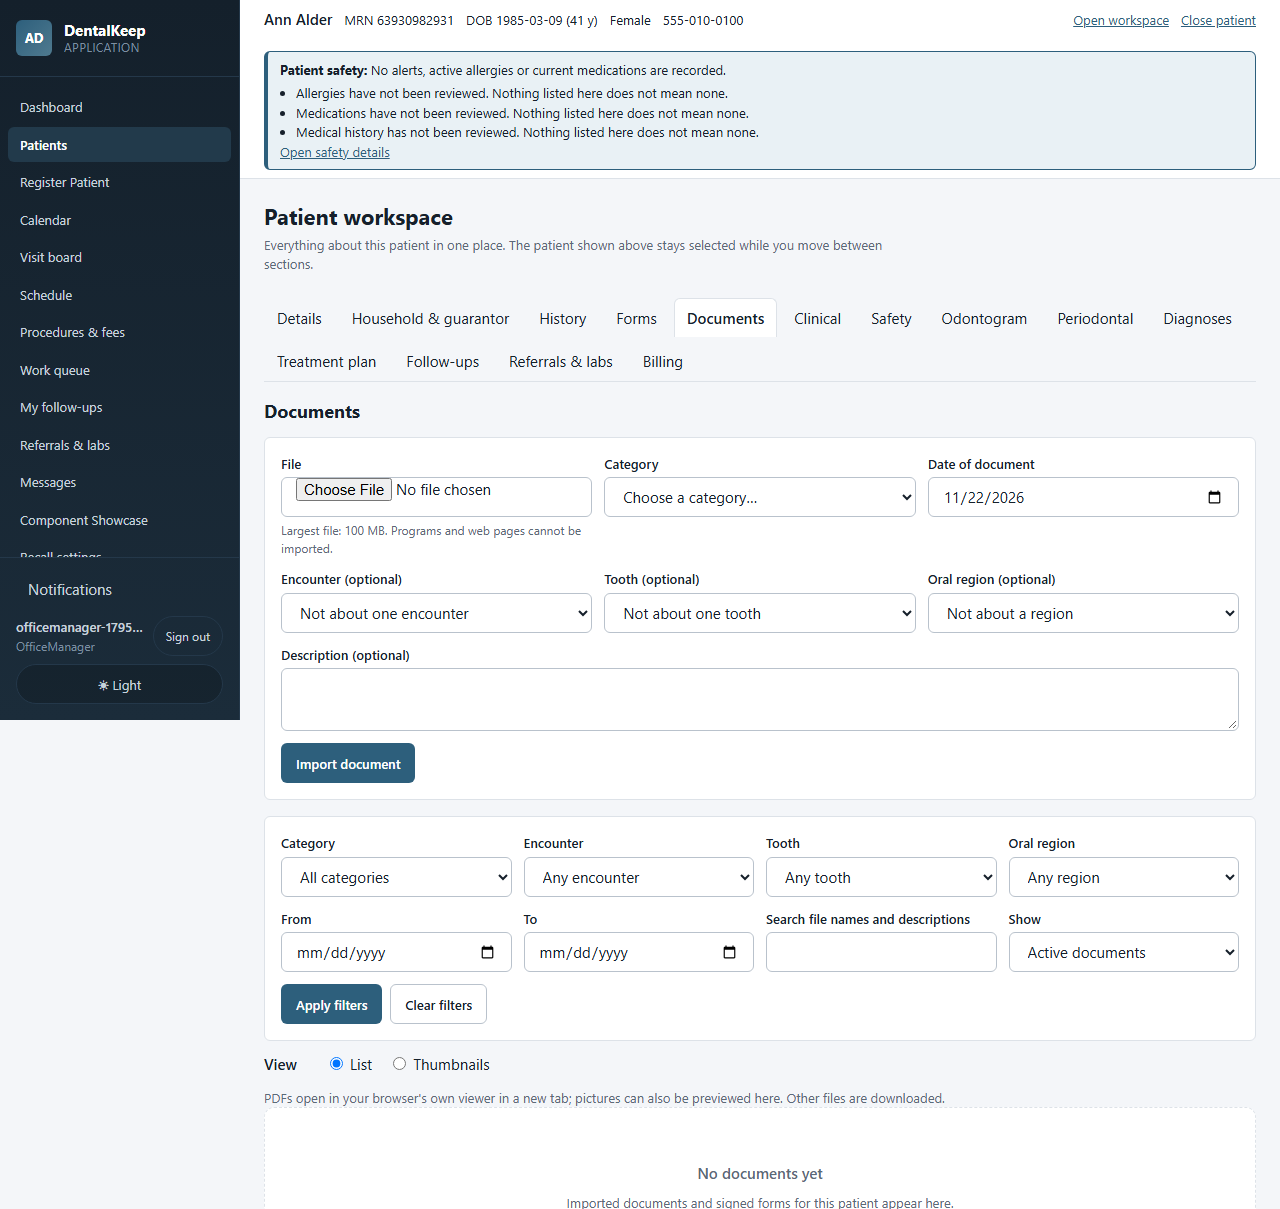 AD
DentalKeep
APPLICATION
Dashboard
Patients
Register Patient
Calendar
Visit board
Schedule
Procedures & fees
Work queue
My follow-ups
Referrals & labs
Messages
Component Showcase
Recall settings
Notifications
officemanager-1795...
OfficeManager
Sign out
☀ Light
Ann Alder MRN 63930982931 DOB 1985-03-09 (41 y) Female 555-010-0100
Open workspace Close patient
Patient safety: No alerts, active allergies or current medications are recorded.
• Allergies have not been reviewed. Nothing listed here does not mean none.
• Medications have not been reviewed. Nothing listed here does not mean none.
• Medical history has not been reviewed. Nothing listed here does not mean none.
Open safety details
Patient workspace
Everything about this patient in one place. The patient shown above stays selected while you move between
sections.
Details Household & guarantor History Forms Documents Clinical Safety Odontogram Periodontal Diagnoses
Treatment plan Follow-ups Referrals & labs Billing
Documents
File Category Date of document
Choose File No file chosen Choose a category... 11/22/2026
Largest file: 100 MB. Programs and web pages cannot be
imported.
Encounter (optional) Tooth (optional) Oral region (optional)
Not about one encounter Not about one tooth Not about a region
Description (optional)
Import document
Category Encounter Tooth Oral region
All categories Any encounter Any tooth Any region
From To Search file names and descriptions Show
mm/dd/yyyy mm/dd/yyyy Active documents
Apply filters Clear filters
View List Thumbnails
PDFs open in your browser's own viewer in a new tab; pictures can also be previewed here. Other files are downloaded.
No documents yet
Imported documents and signed forms for this patient appear here.